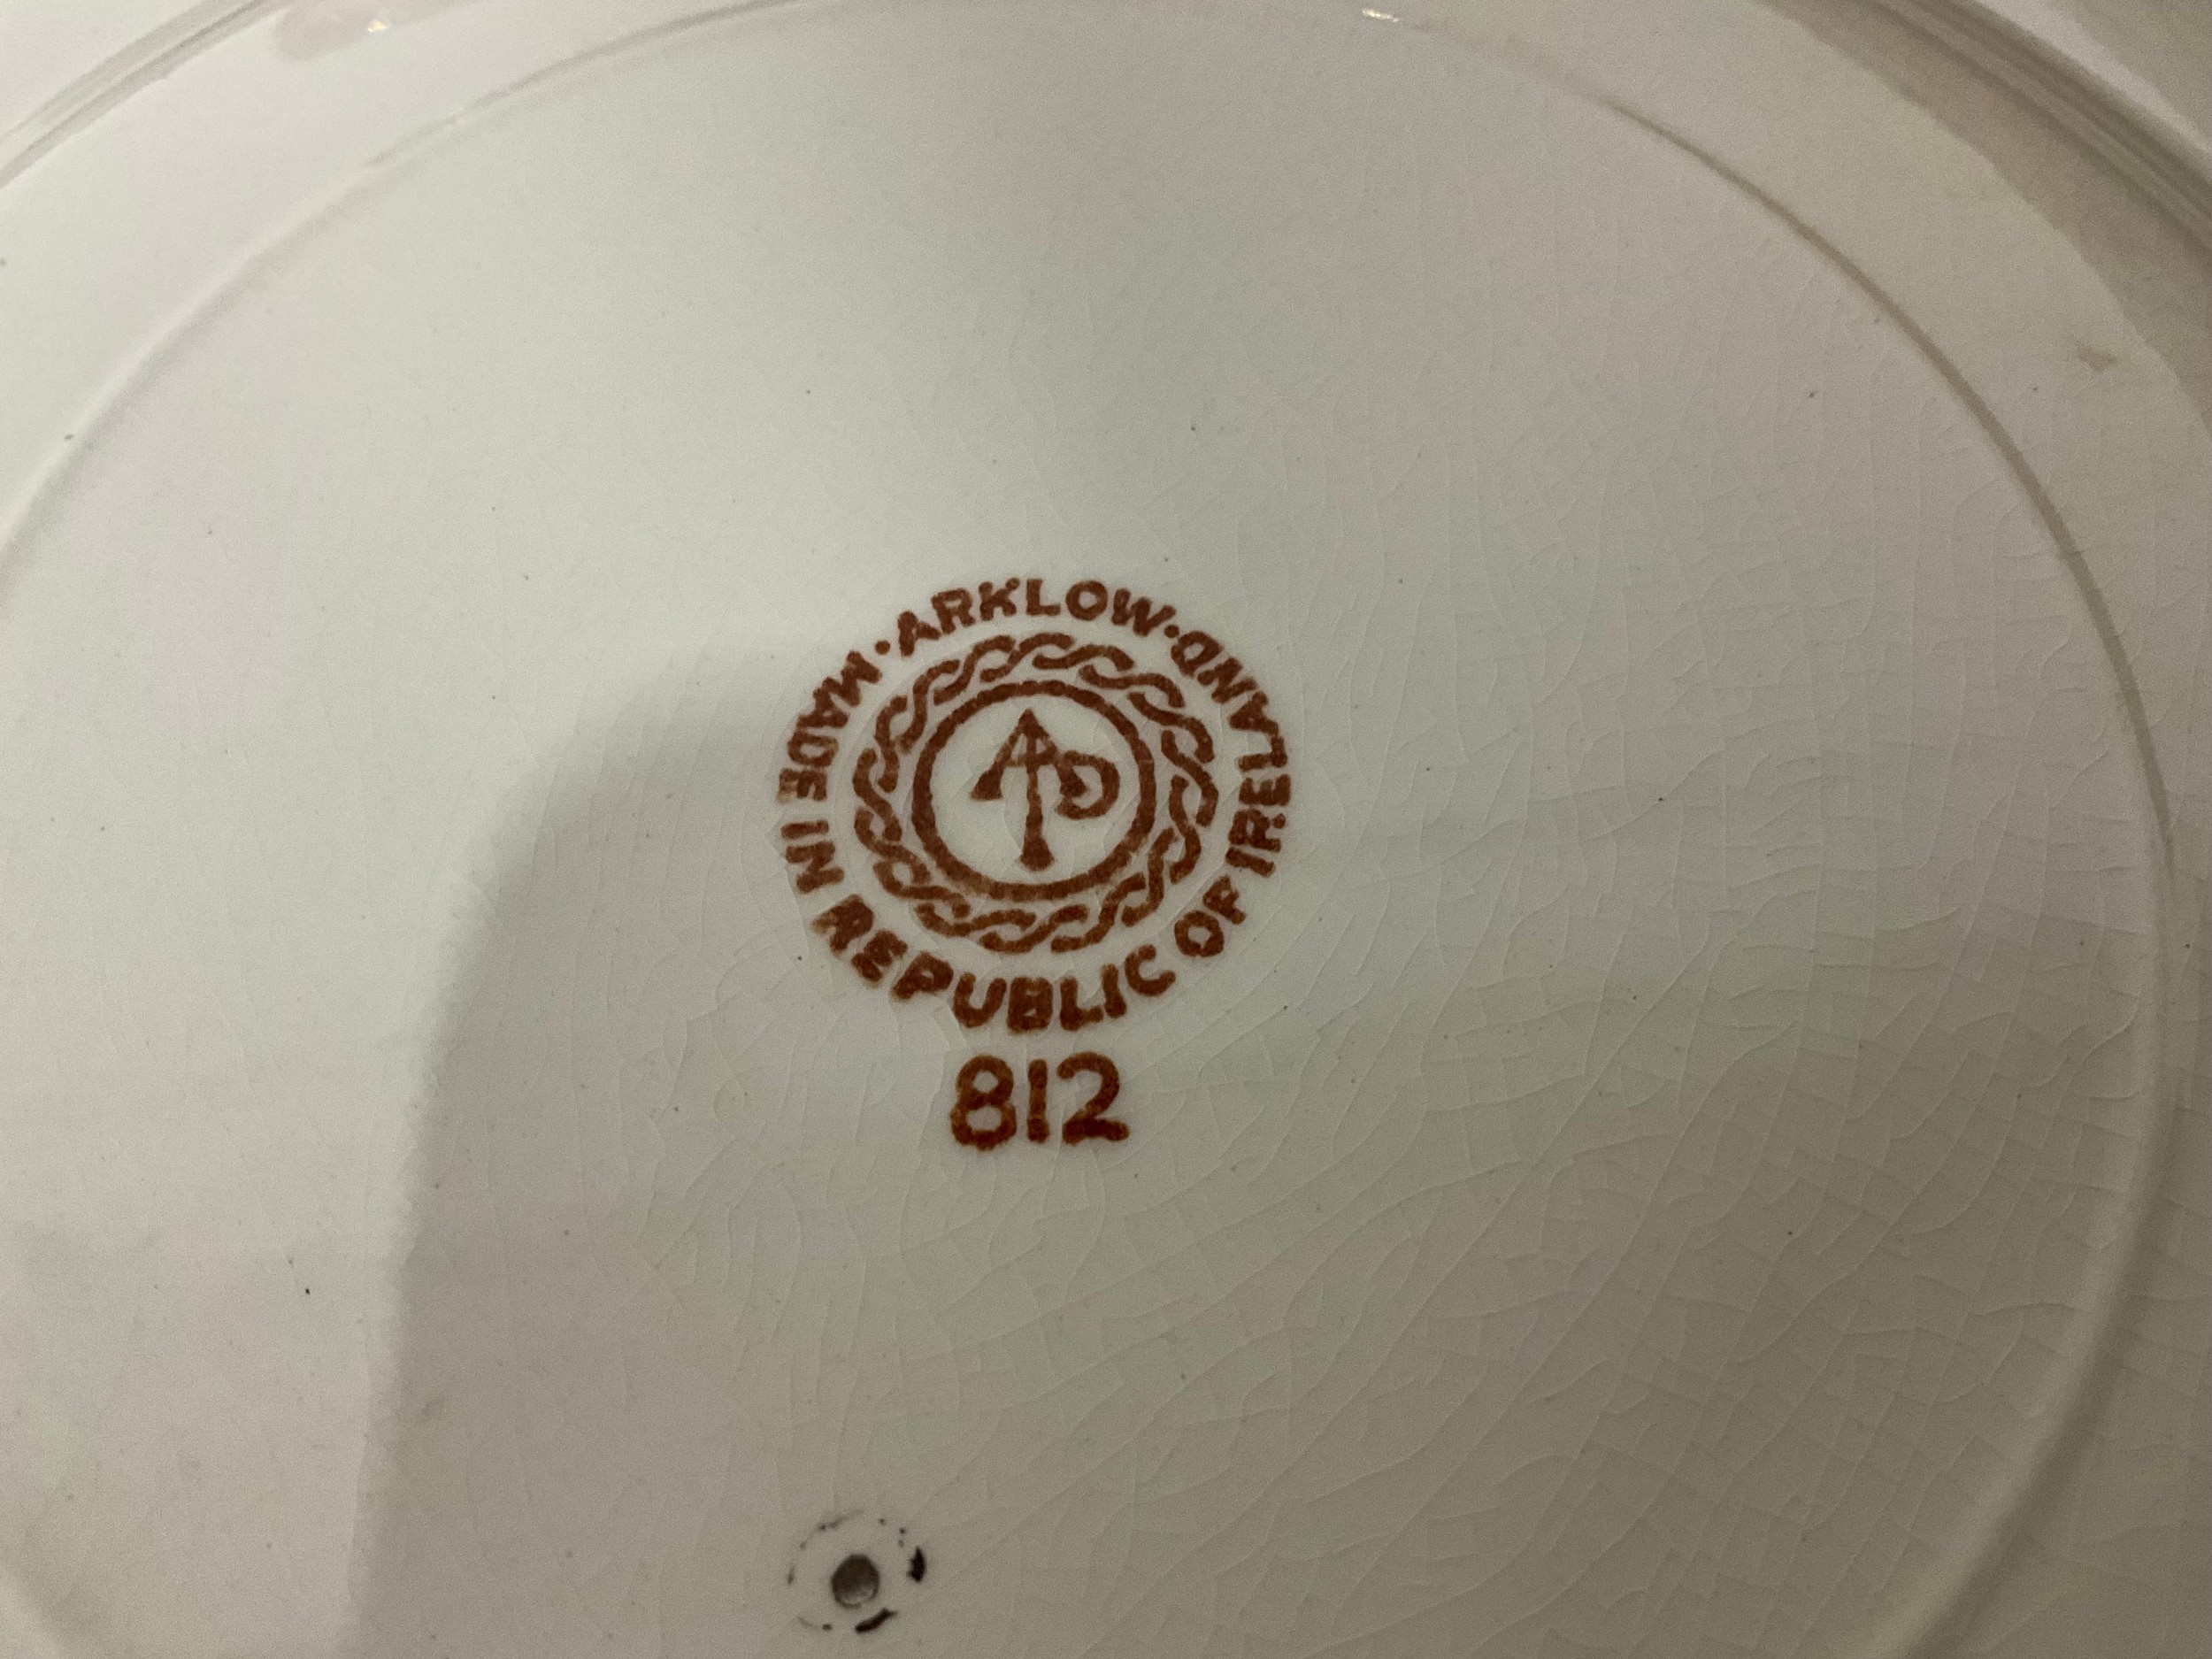 ·ARKLOW·
MADE IN REPUBLIC OF IRELAND
AP
812